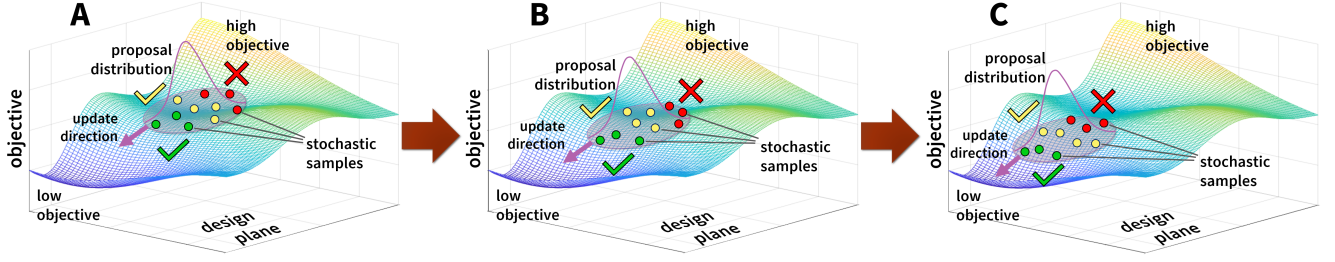 A
high
objective
proposal
distribution
update
direction
objective
stochastic
samples
low
objective
design
plane
B
high
objective
proposal
distribution
update
direction
objective
stochastic
samples
low
objective
design
plane
C
high
objective
proposal
distribution
update
direction
objective
stochastic
samples
low
objective
design
plane